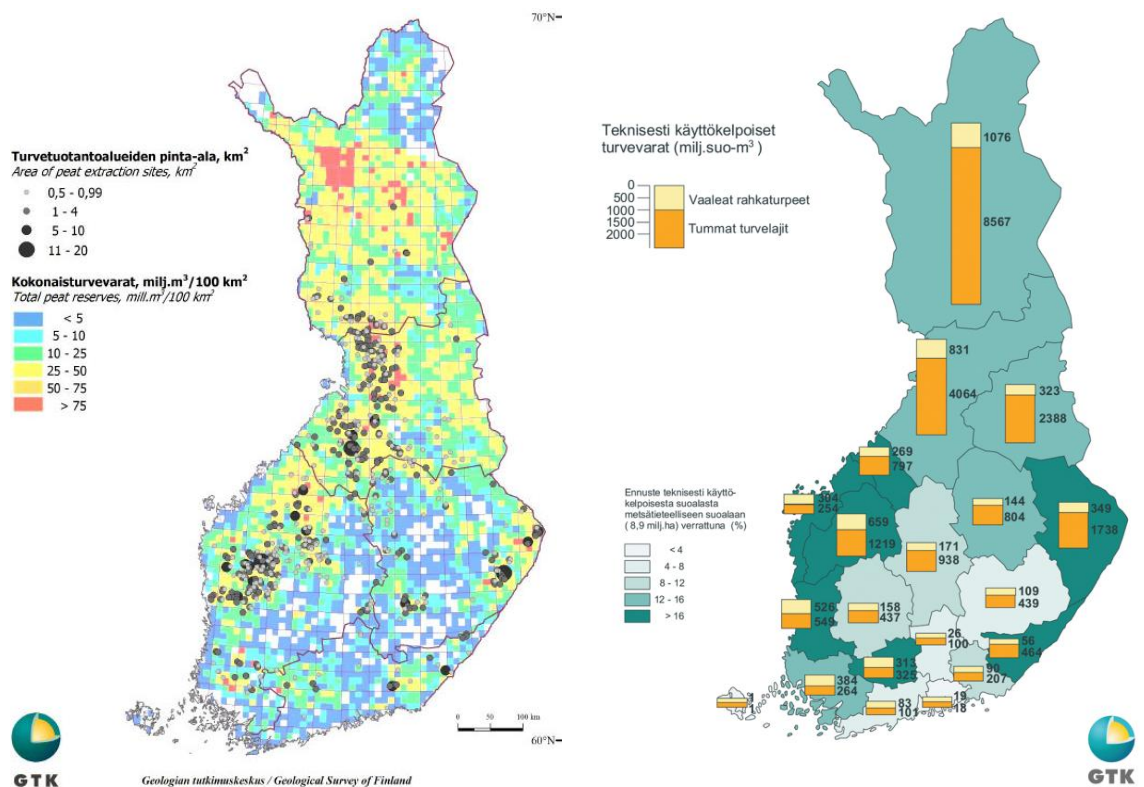 70°N
Turvetuotantoalueiden pinta-ala, km²
Area of peat extraction sites, km²
0,5 - 0,99
1 - 4
5 - 10
11 - 20
Kokonaisturvevarat, milj.m³/100 km²
Total peat reserves, mill.m³/100 km²
< 5
5 - 10
10 - 25
25 - 50
50 - 75
> 75
0 50 100 km
60°N
GTK
Geologian tutkimuskeskus / Geological Survey of Finland
Teknisesti käyttökelpoiset
turvevarat (milj.suo-m³ )
0
500
1000
1500
2000
Vaaleat rahkaturpeet
Tummat turvelajit
1076
8567
831
4064
323
2388
269
797
304
254
659
1219
144
804
349
1738
171
938
Ennuste teknisesti käyttö-
kelpoisesta suoalasta
metsätieteelliseen suoalaan
( 8,9 milj.ha) verrattuna (%)
< 4
4 - 8
8 - 12
12 - 16
> 16
109
439
526
549
158
437
26
100
56
464
313
325
90
207
384
264
83
101
19
18
1
1
GTK